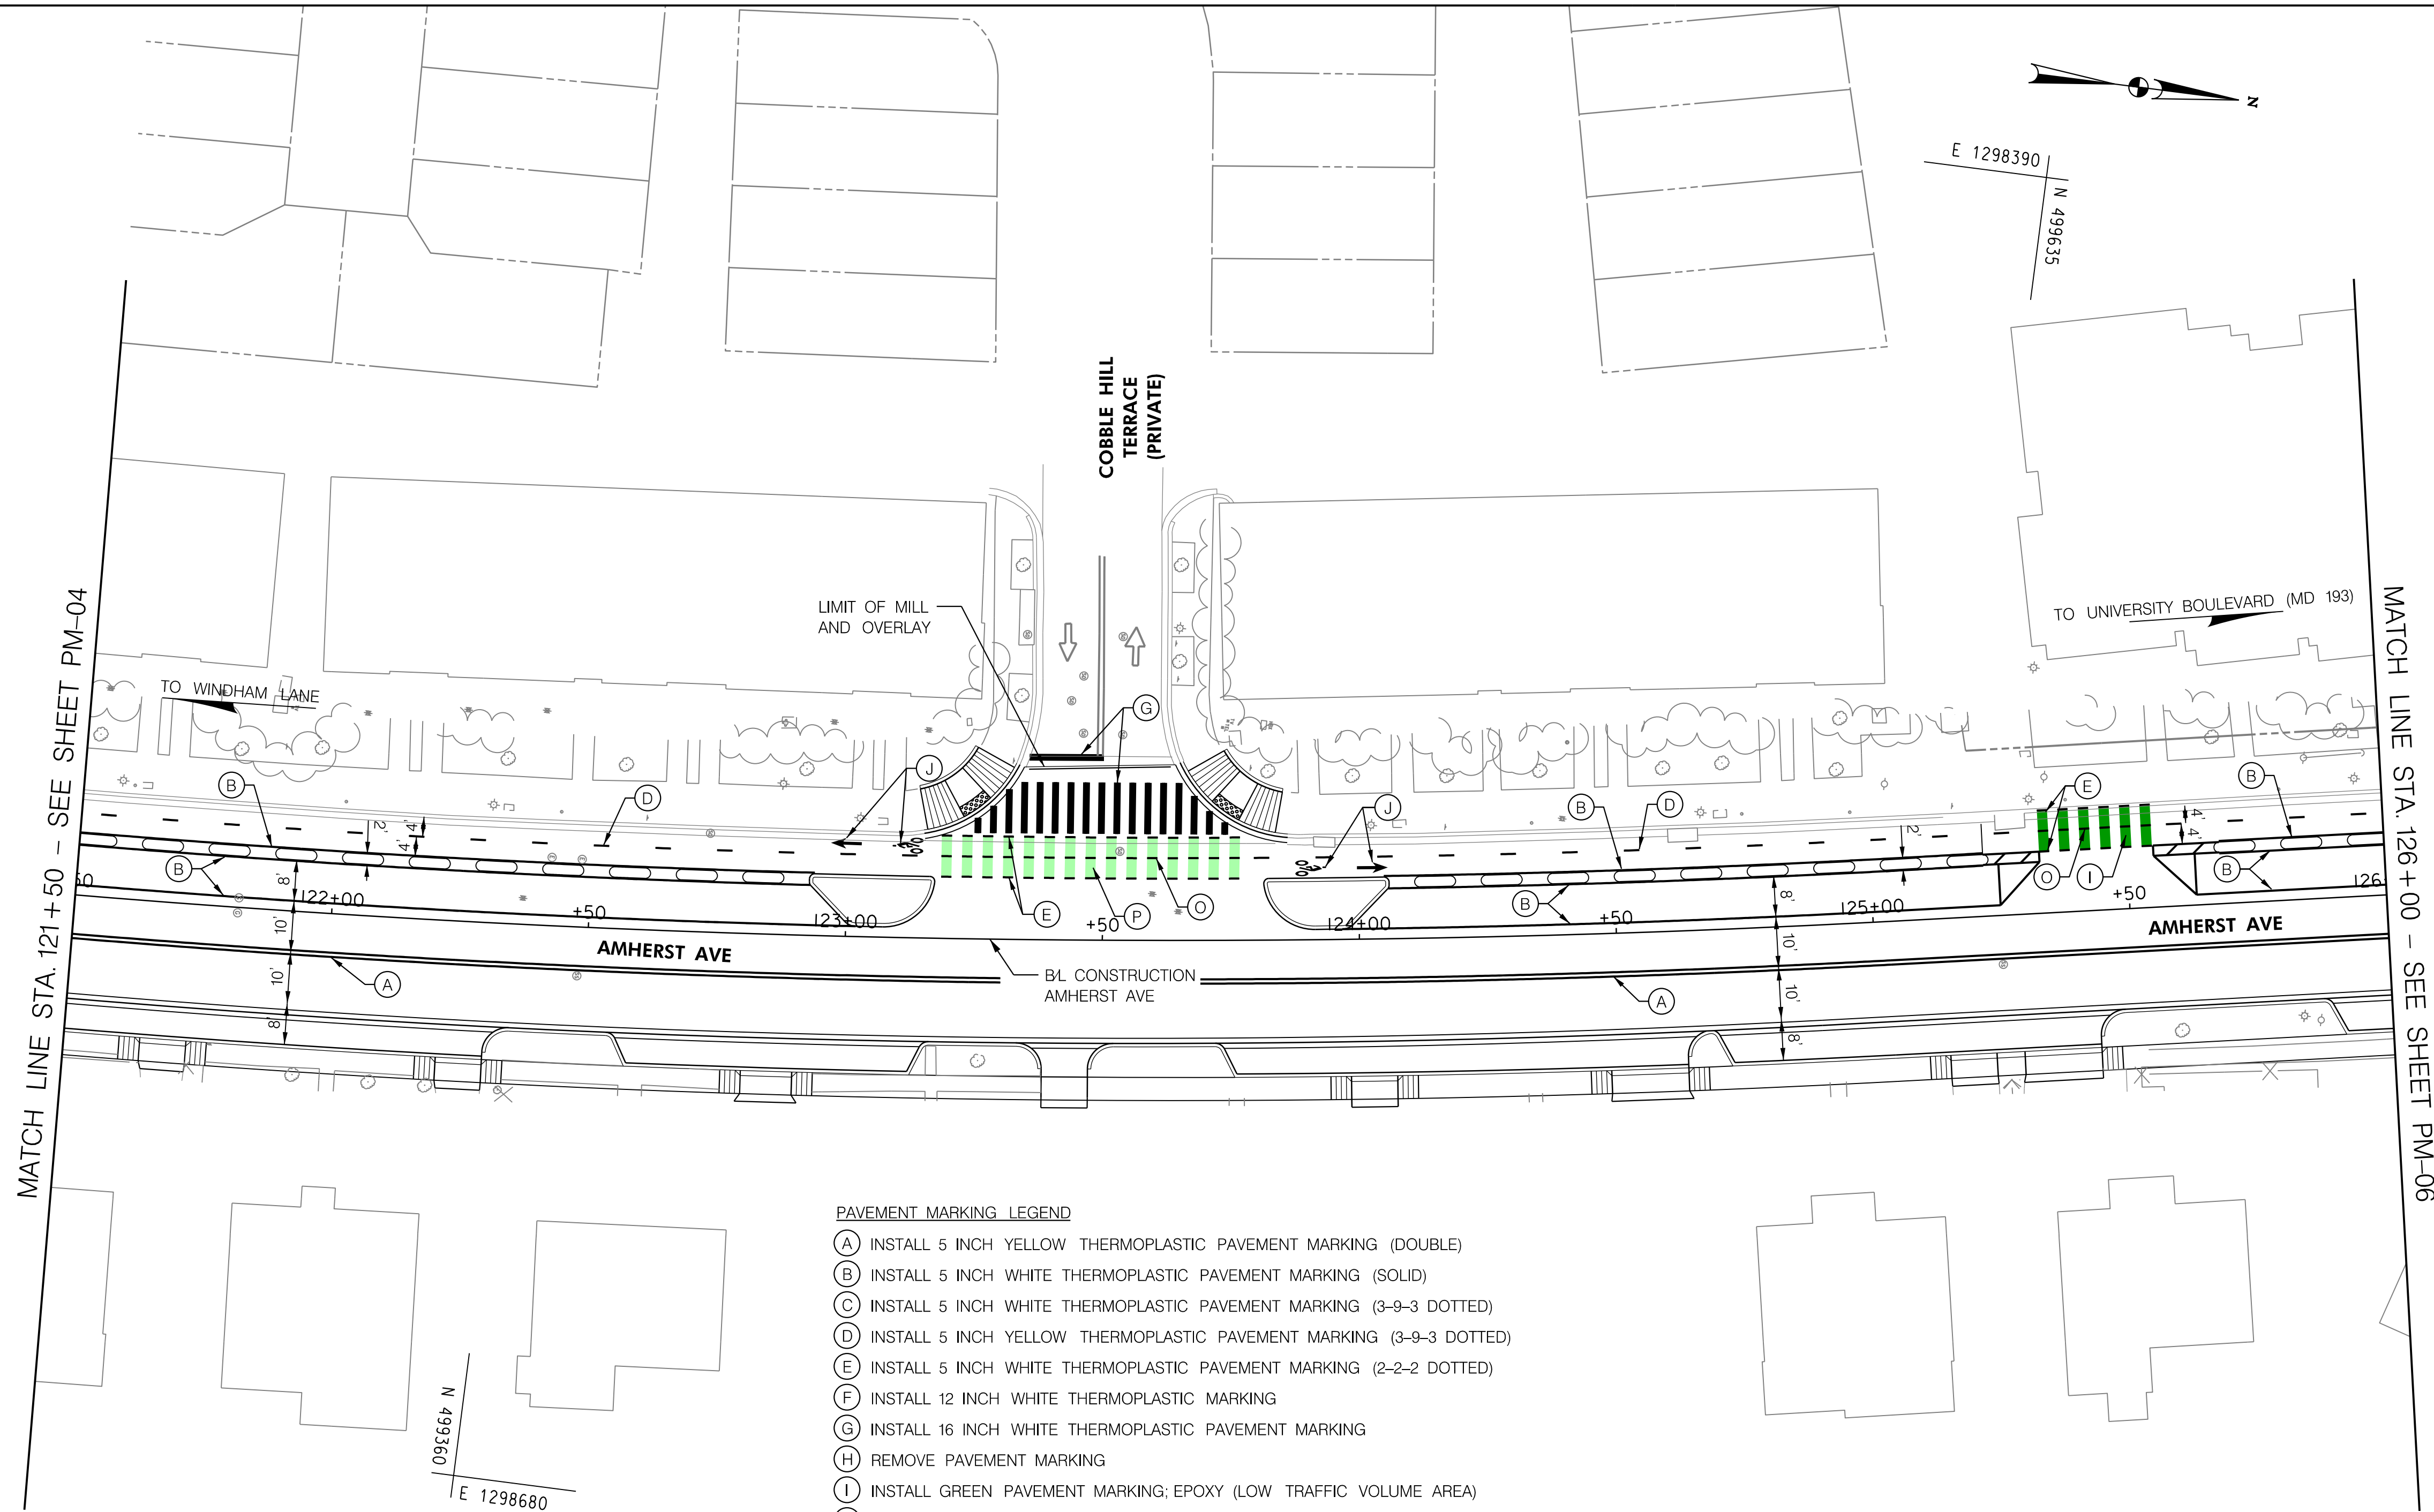 N
E 1298390
N 499635
COBBLE HILL
TERRACE
(PRIVATE)
LIMIT OF MILL
AND OVERLAY
TO UNIVERSITY BOULEVARD (MD 193)
TO WINDHAM LANE
MATCH LINE STA. 121+50 - SEE SHEET PM-04
MATCH LINE STA. 126+00 - SEE SHEET PM-06
G
J
J
B
D
B
D
E
B
2'
4'
4'
2'
4'
4'
B
8'
E
P
O
B
8'
O
I
B
50
122+00
+50
123+00
+50
124+00
+50
125+00
+50
126
10'
AMHERST AVE
10'
AMHERST AVE
10'
A
B/L CONSTRUCTION
AMHERST AVE
A
10'
8'
8'
N 499360
E 1298680
PAVEMENT MARKING LEGEND
A INSTALL 5 INCH YELLOW THERMOPLASTIC PAVEMENT MARKING (DOUBLE)
B INSTALL 5 INCH WHITE THERMOPLASTIC PAVEMENT MARKING (SOLID)
C INSTALL 5 INCH WHITE THERMOPLASTIC PAVEMENT MARKING (3-9-3 DOTTED)
D INSTALL 5 INCH YELLOW THERMOPLASTIC PAVEMENT MARKING (3-9-3 DOTTED)
E INSTALL 5 INCH WHITE THERMOPLASTIC PAVEMENT MARKING (2-2-2 DOTTED)
F INSTALL 12 INCH WHITE THERMOPLASTIC MARKING
G INSTALL 16 INCH WHITE THERMOPLASTIC PAVEMENT MARKING
H REMOVE PAVEMENT MARKING
I INSTALL GREEN PAVEMENT MARKING; EPOXY (LOW TRAFFIC VOLUME AREA)